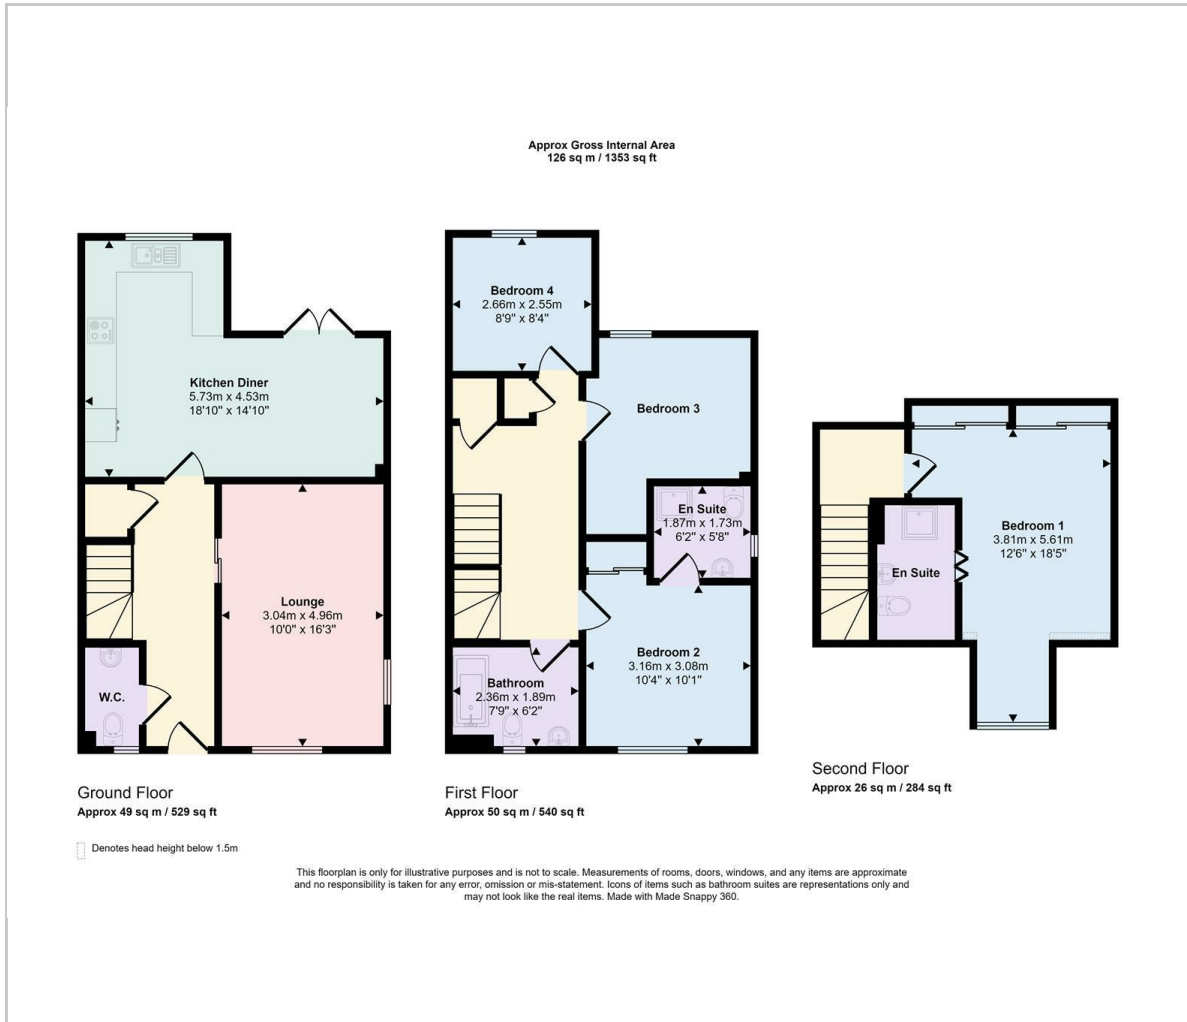 Approx Gross Internal Area
126 sq m / 1353 sq ft
Kitchen Diner
5.73m x 4.53m
18'10" x 14'10"
Lounge
3.04m x 4.96m
10'0" x 16'3"
W.C.
Ground Floor
Approx 49 sq m / 529 sq ft
Denotes head height below 1.5m
Bedroom 4
2.66m x 2.55m
8'9" x 8'4"
Bedroom 3
En Suite
1.87m x 1.73m
6'2" x 5'8"
Bedroom 2
3.16m x 3.08m
10'4" x 10'1"
Bathroom
2.36m x 1.89m
7'9" x 6'2"
First Floor
Approx 50 sq m / 540 sq ft
Bedroom 1
3.81m x 5.61m
12'6" x 18'5"
En Suite
Second Floor
Approx 26 sq m / 284 sq ft
This floorplan is only for illustrative purposes and is not to scale. Measurements of rooms, doors, windows, and any items are approximate
and no responsibility is taken for any error, omission or mis-statement. Icons of items such as bathroom suites are representations only and
may not look like the real items. Made with Made Snappy 360.